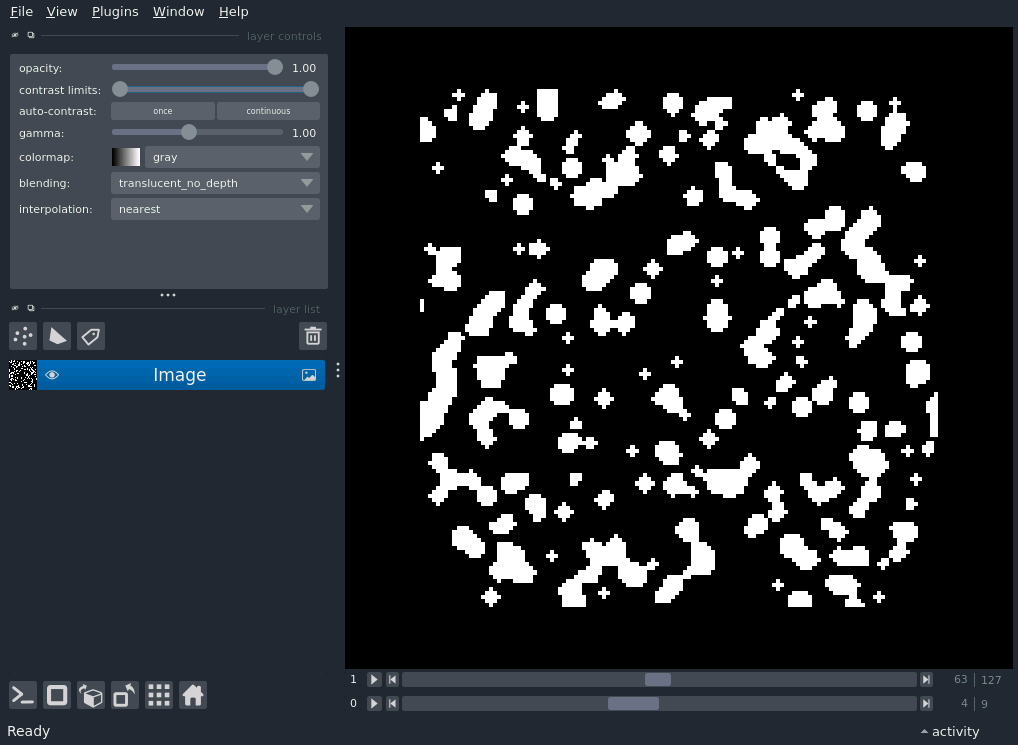 File View Plugins Window Help
layer controls
opacity: 1.00
contrast limits:
auto-contrast: once continuous
gamma: 1.00
colormap: gray
blending: translucent_no_depth
interpolation: nearest
layer list
Image
1 63 127
0 4 9
Ready activity